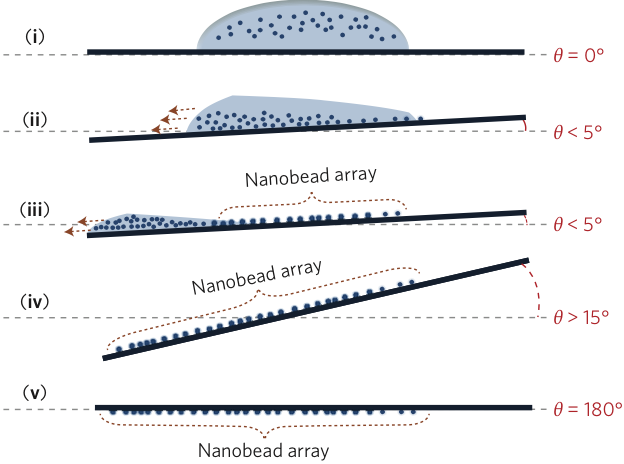 (i) θ = 0°
(ii) θ < 5°
Nanobead array
(iii) θ < 5°
Nanobead array
(iv) θ > 15°
(v) θ = 180°
Nanobead array